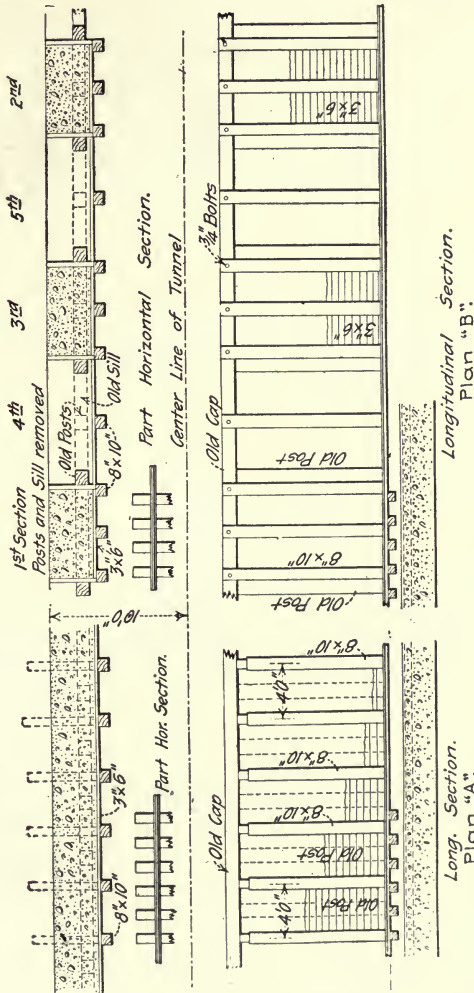 1st Section
4th
3rd
5th
2nd
Posts and Sill removed
Old Posts
Old Sill
8"x10"
3"x6"
Part Horizontal Section.
Center Line of Tunnel
10'0"
8"x10"
3"x6"
Part Hor. Section.
Old Cap
4'0"
4'0"
8"x10"
8"x10"
8"x10"
Old Post
Old Post
Long. Section.
Plan "A".
Old Cap
3/4" Bolts
Old Post
8"x10"
Old Post
3"x6"
3"x6"
Longitudinal Section.
Plan "B".